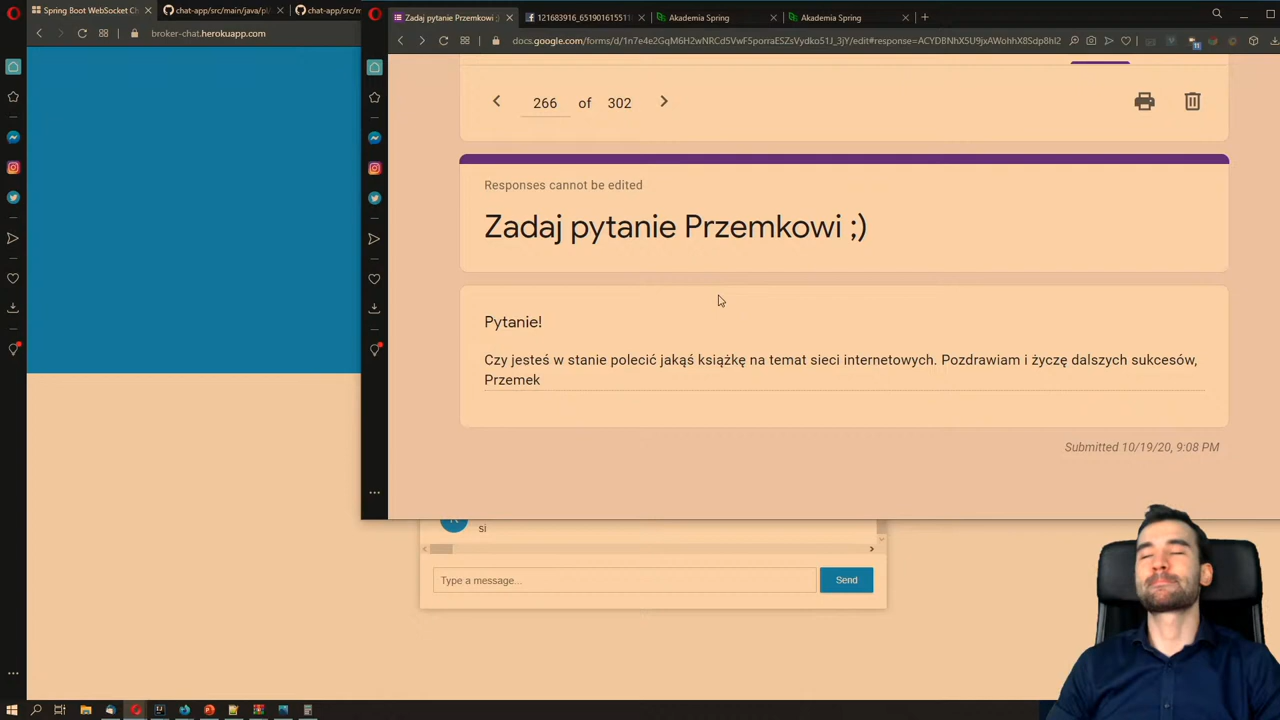 Spring Boot WebSocket C
chat-app/src/main/java/pl
chat-app/src/m
broker-chat.herokuapp.com
Zadaj pytanie Przemkowi ;)
121683916_65190161551
Akademia Spring
Akademia Spring
docs.google.com/forms/d/1n7e4e2GqM6H2wNRCd5VwF5porraESZsVydko51J_3jY/edit#response=ACYDBNhX5U9jxAWohhX8Sdp8hI2
266 of 302
Responses cannot be edited
Zadaj pytanie Przemkowi ;)
Pytanie!
Czy jesteś w stanie polecić jakąś książkę na temat sieci internetowych. Pozdrawiam i życzę dalszych sukcesów,
Przemek
Submitted 10/19/20, 9:08 PM
si
Type a message...
Send